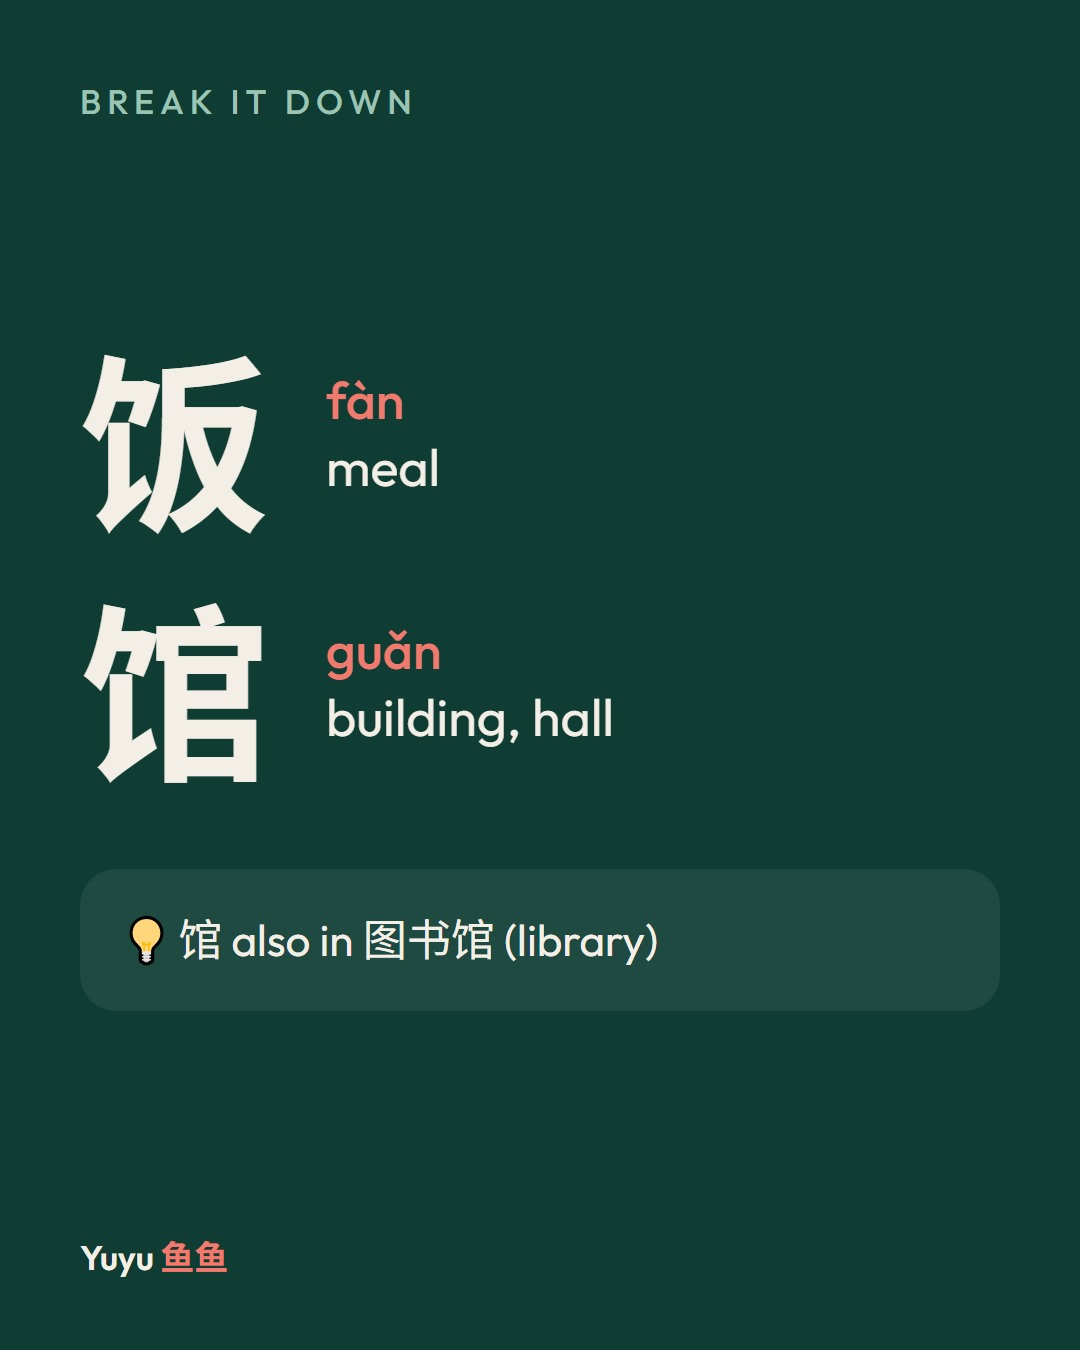 BREAK IT DOWN
饭
fàn
meal
馆
guǎn
building, hall
💡 馆 also in 图书馆 (library)
Yuyu 鱼鱼